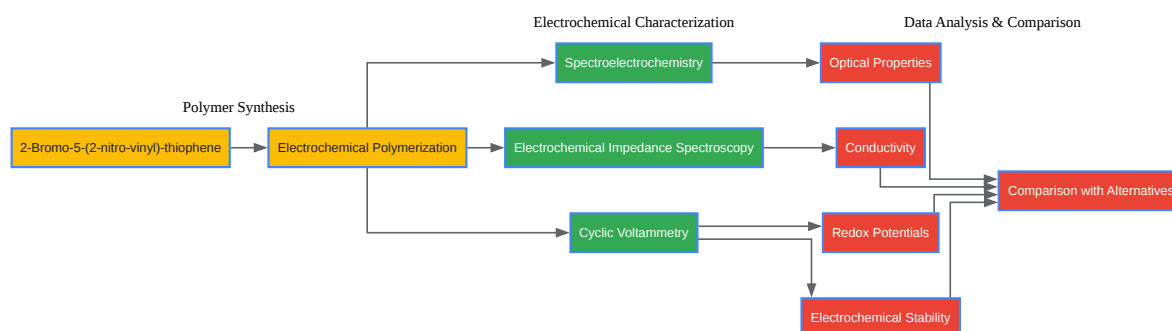 Electrochemical Characterization
Data Analysis & Comparison
Spectroelectrochemistry
Optical Properties
Polymer Synthesis
2-Bromo-5-(2-nitro-vinyl)-thiophene
Electrochemical Polymerization
Electrochemical Impedance Spectroscopy
Conductivity
Comparison with Alternatives
Cyclic Voltammetry
Redox Potentials
Electrochemical Stability